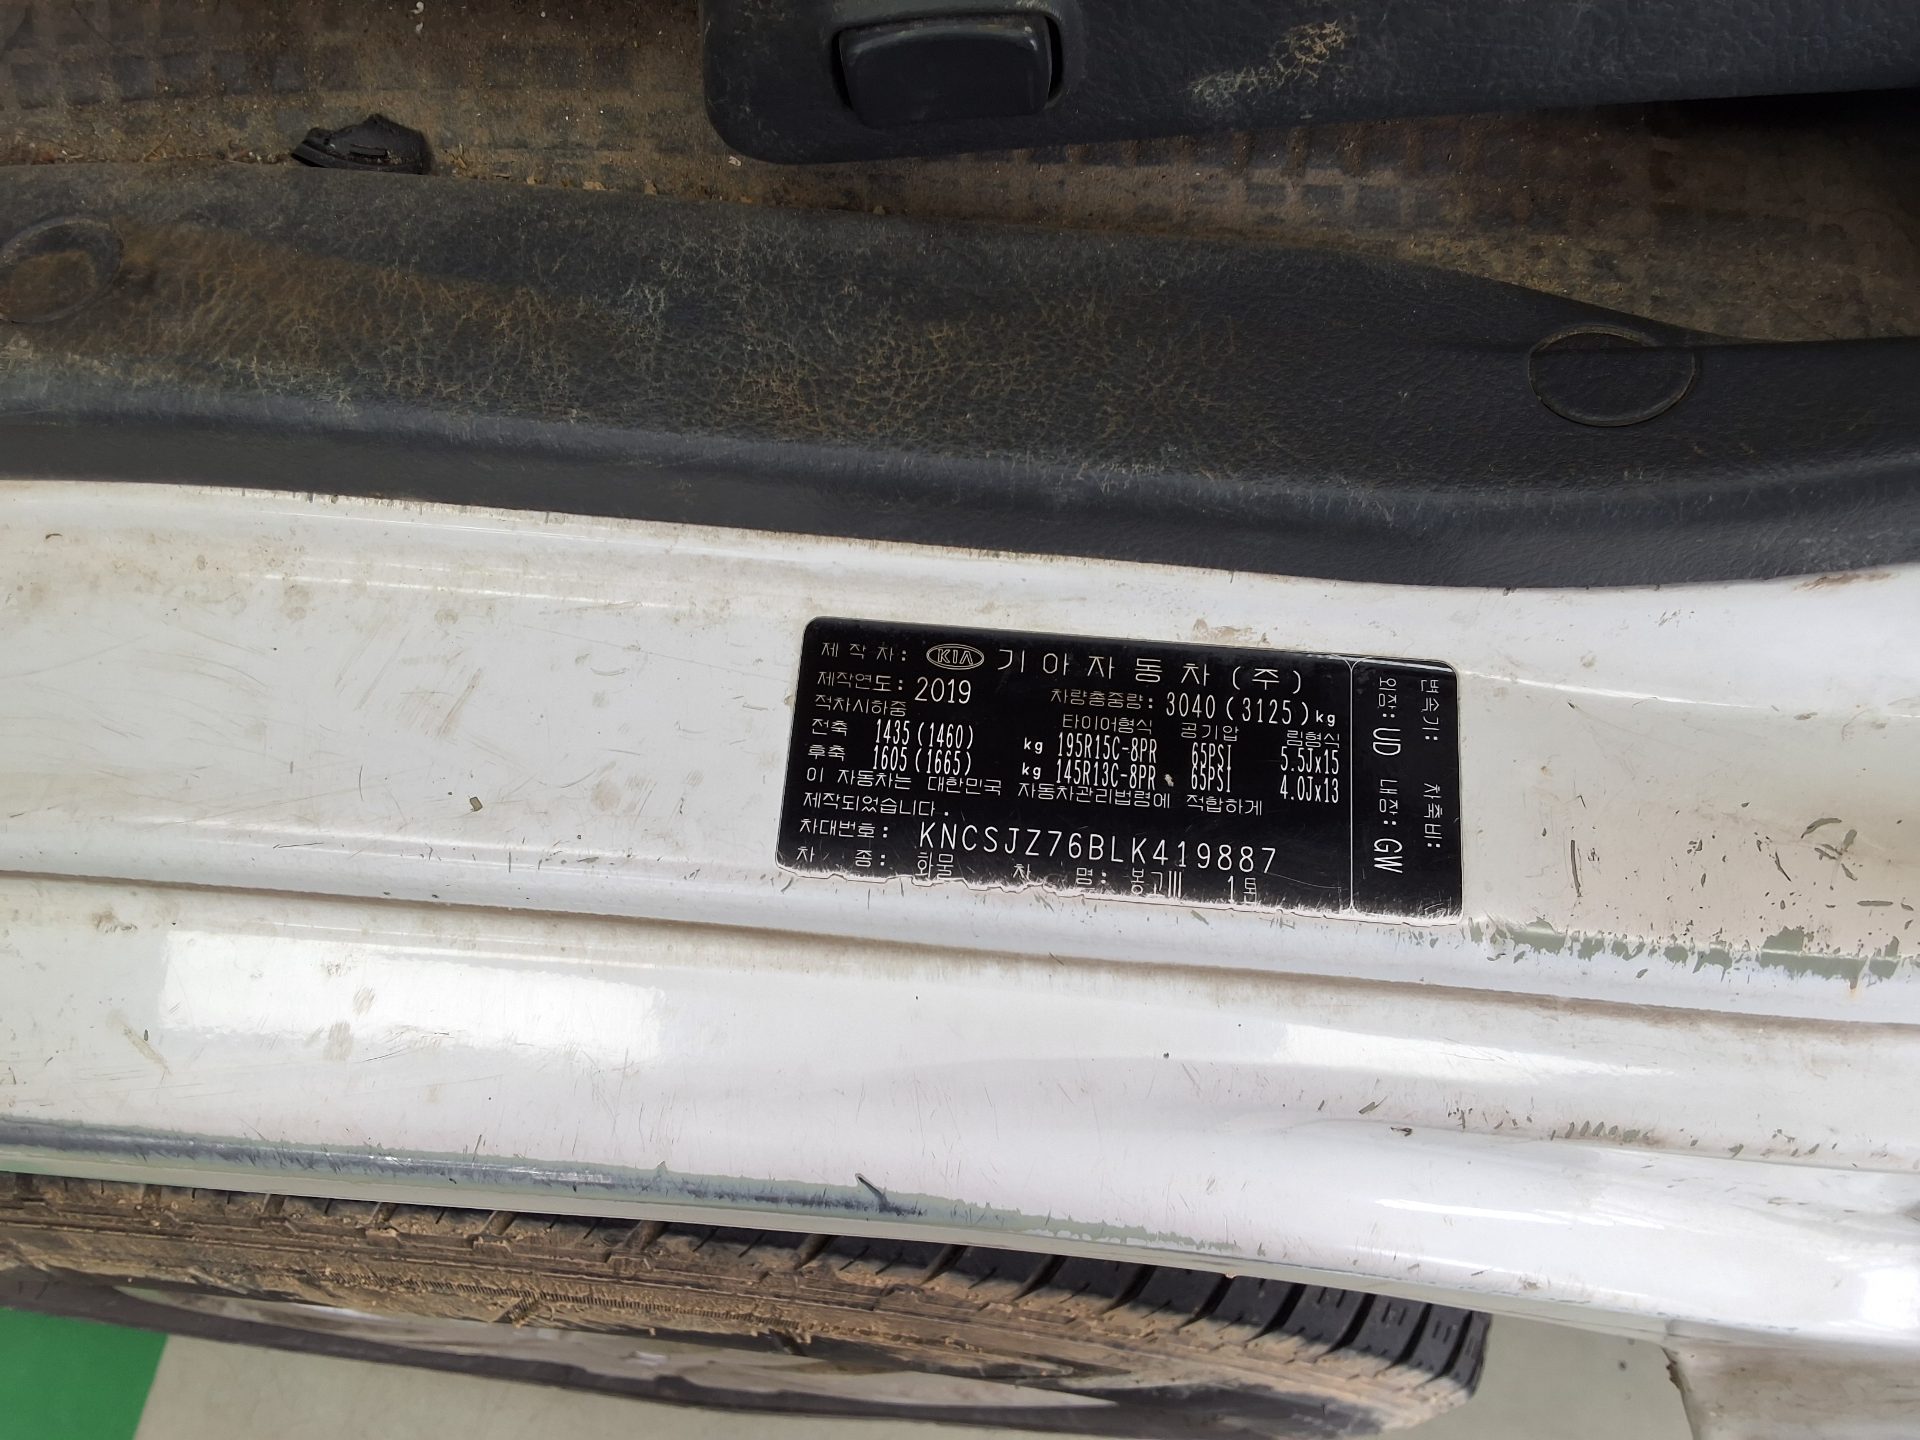 제 작 자: KIA 기 아 자 동 차 (주)
제작연도: 2019 차량총중량: 3040 (3125) kg
적차시하중 타이어형식 공기압 림형식
전축 1435 (1460) kg 195R15C-8PR 65PSI 5.5Jx15
후축 1605 (1665) kg 145R13C-8PR 65PSI 4.0Jx13
이 자동차는 대한민국 자동차관리법령에 적합하게
제작되었습니다.
차대번호: KNCSJZ76BLK419887
차 종: 화물 차 명: 봉고III 1톤
변속기: 차축비:
외장: UD 내장: GW